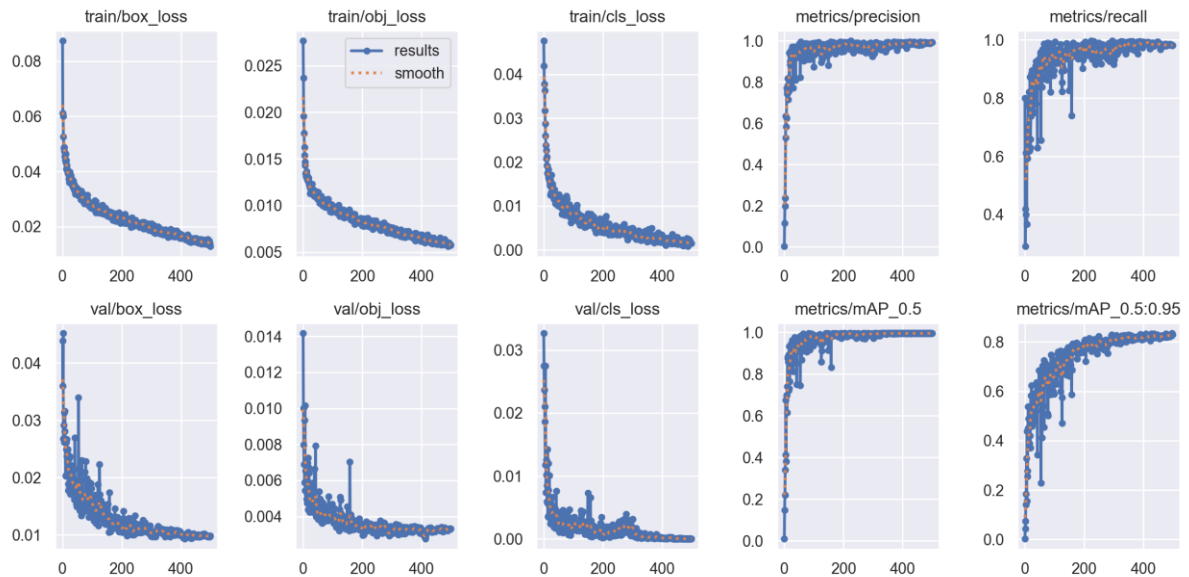 train/box_loss
0.08
0.06
0.04
0.02
0 200 400
train/obj_loss
results
smooth
0.025
0.020
0.015
0.010
0.005
0 200 400
train/cls_loss
0.04
0.03
0.02
0.01
0.00
0 200 400
metrics/precision
1.0
0.8
0.6
0.4
0.2
0.0
0 200 400
metrics/recall
1.0
0.8
0.6
0.4
0 200 400
val/box_loss
0.04
0.03
0.02
0.01
0 200 400
val/obj_loss
0.014
0.012
0.010
0.008
0.006
0.004
0 200 400
val/cls_loss
0.03
0.02
0.01
0.00
0 200 400
metrics/mAP_0.5
1.0
0.8
0.6
0.4
0.2
0.0
0 200 400
metrics/mAP_0.5:0.95
0.8
0.6
0.4
0.2
0.0
0 200 400